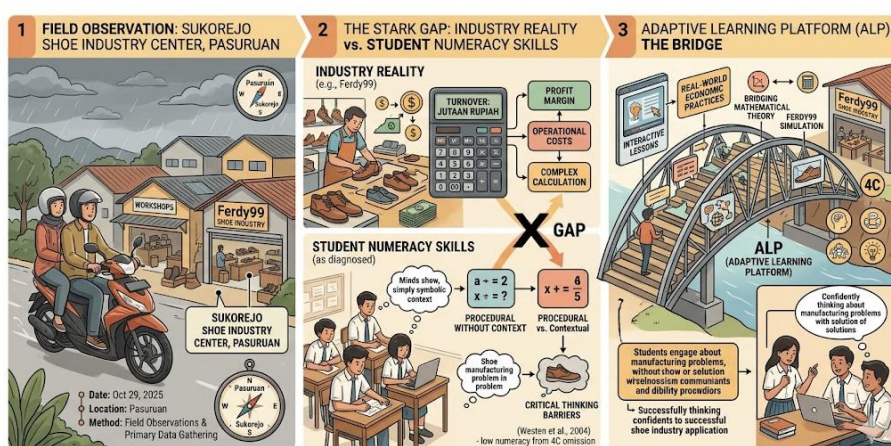 1 FIELD OBSERVATION: SUKOREJO
SHOE INDUSTRY CENTER, PASURUAN
N
Pasuruan
W E
Sukorejo
S
WORKSHOPS
Ferdy99
SHOE INDUSTRY
SUKOREJO
SHOE INDUSTRY
CENTER, PASURUAN
Date: Oct 29, 2025
Location: Pasuruan
Method: Field Observations &
Primary Data Gathering
N
Pasuruan
W E
Sukorejo
S
2 THE STARK GAP: INDUSTRY REALITY
vs. STUDENT NUMERACY SKILLS
INDUSTRY REALITY
(e.g., Ferdy99)
TURNOVER:
JUTAAN RUPIAH
PROFIT
MARGIN
OPERATIONAL
COSTS
COMPLEX
CALCULATION
X GAP
STUDENT NUMERACY SKILLS
(as diagnosed)
Minds show,
simply symbolic
context
a ÷ = 2
x ÷ = ?
x + = 6/5
PROCEDURAL
WITHOUT CONTEXT
PROCEDURAL
vs. Contextual
Shoe
manufacturing
problem in
problem
CRITICAL THINKING
BARRIERS
(Westen et al., 2004)
- low numeracy from 4C omission
3 ADAPTIVE LEARNING PLATFORM (ALP)
THE BRIDGE
INTERACTIVE
LESSONS
REAL-WORLD
ECONOMIC
PRACTICES
BRIDGING
MATHEMATICAL
THEORY
FERDY99
SIMULATION
Ferdy99
SHOE INDUSTRY
4C
ALP
(ADAPTIVE LEARNING
PLATFORM)
Confidently
thinking about
manufacturing problems
with solution of
solutions
Students engage about
manufacturing problems,
without show or solution
wrselnossism communiants
and dibility procodiors
Successfully thinking
confidents to successful
shoe industry application